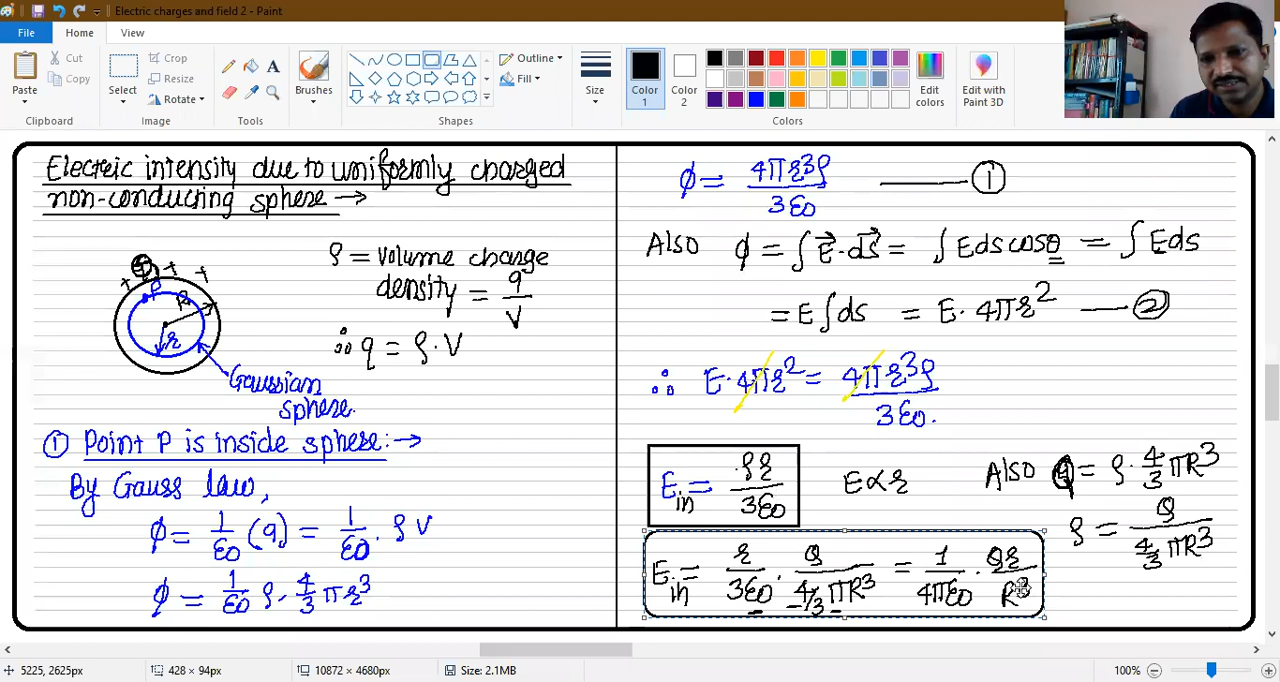 Electric charges and field 2 - Paint
File Home View
Paste
Cut
Copy
Clipboard
Select
Crop
Resize
Rotate
Image
Tools
Brushes
Outline
Fill
Shapes
Size
Color 1
Color 2
Edit colors
Edit with Paint 3D
Colors
Electric intensity due to uniformly charged
non-conducting sphere →
+ + + +
P
R
r
Gaussian
sphere.
ρ = volume charge
density = q/V
∴ q = ρ·V
① Point P is inside sphere:→
By Gauss law,
ϕ = 1/ε0 (q) = 1/ε0 · ρ V
ϕ = 1/ε0 ρ · 4/3 πr³
ϕ = 4πr³ρ/3ε0 —— ①
Also ϕ = ∫E⃗·ds⃗ = ∫Eds cosθ = ∫Eds
= E∫ds = E·4πr² —— ②
∴ E·4πr² = 4πr³ρ/3ε0.
Ein = ρr/3ε0 E∝r
Also Q = ρ·4/3 πR³
ρ = Q/(4/3 πR³)
Ein = r/3ε0 · Q/(4/3 πR³) = 1/4πε0 · Qr/R³
5225, 2625px
428 × 94px
10872 × 4680px
Size: 2.1MB
100%